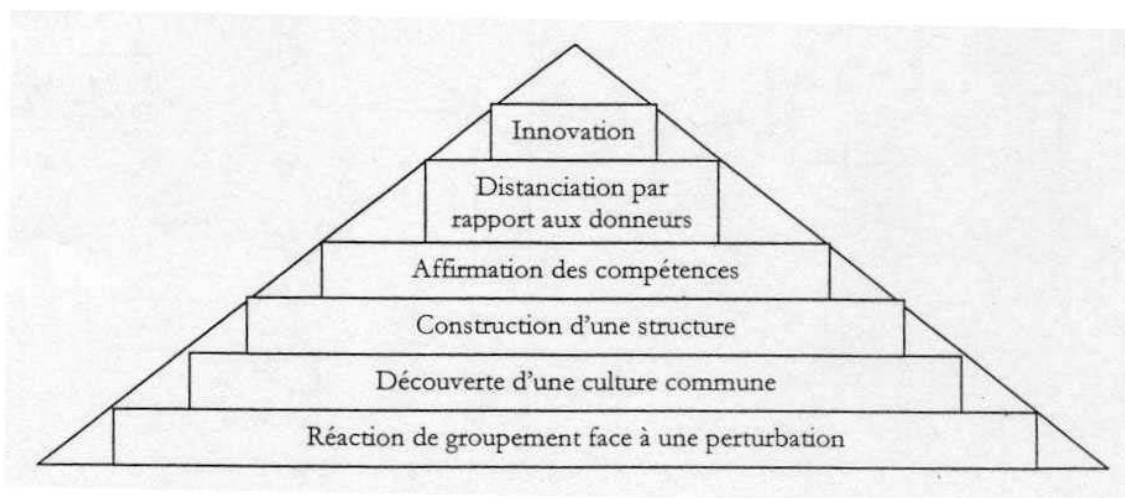 Innovation
Distanciation par
rapport aux donneurs
Affirmation des compétences
Construction d'une structure
Découverte d'une culture commune
Réaction de groupement face à une perturbation